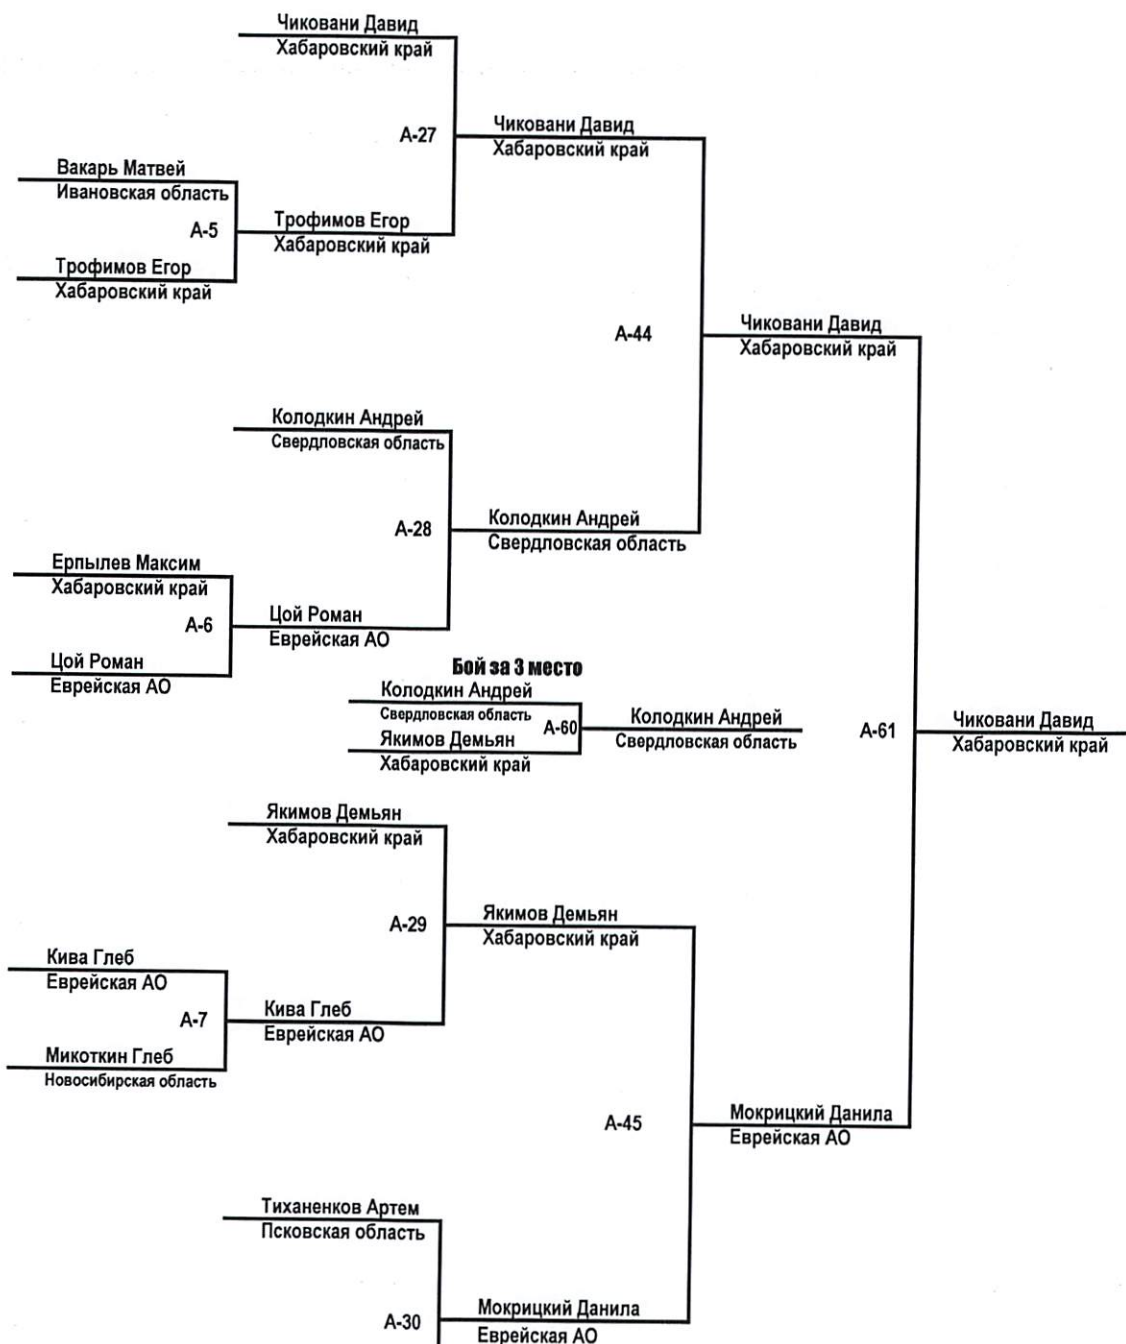 Чиковани Давид
Хабаровский край
А-27
Чиковани Давид
Хабаровский край
Вакарь Матвей
Ивановская область
А-5
Трофимов Егор
Хабаровский край
Трофимов Егор
Хабаровский край
А-44
Чиковани Давид
Хабаровский край
Колодкин Андрей
Свердловская область
А-28
Колодкин Андрей
Свердловская область
Ерпылев Максим
Хабаровский край
А-6
Цой Роман
Еврейская АО
Цой Роман
Еврейская АО
Бой за 3 место
Колодкин Андрей
Свердловская область
А-60
Якимов Демьян
Хабаровский край
Колодкин Андрей
Свердловская область
А-61
Чиковани Давид
Хабаровский край
Якимов Демьян
Хабаровский край
А-29
Якимов Демьян
Хабаровский край
Кива Глеб
Еврейская АО
А-7
Кива Глеб
Еврейская АО
Микоткин Глеб
Новосибирская область
А-45
Мокрицкий Данила
Еврейская АО
Тиханенков Артем
Псковская область
А-30
Мокрицкий Данила
Еврейская АО